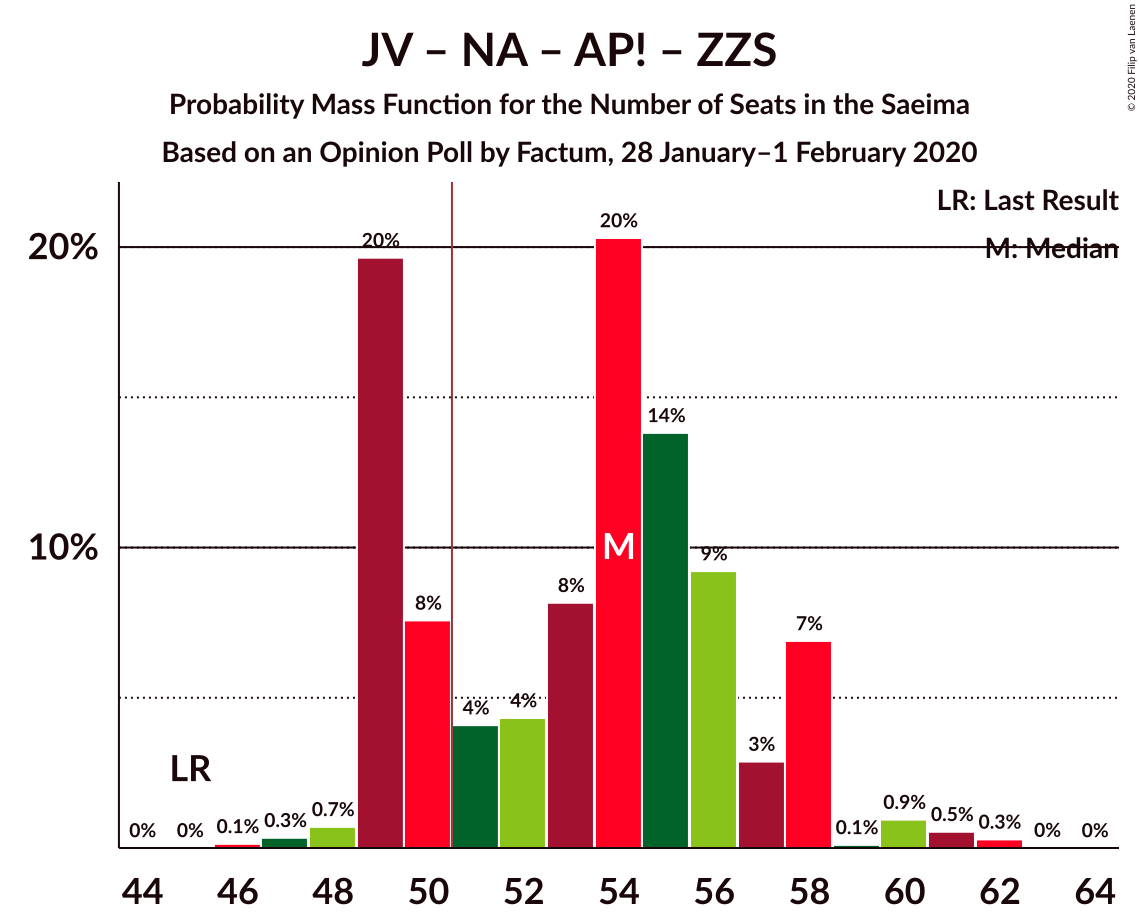 JV – NA – AP! – ZZS
Probability Mass Function for the Number of Seats in the Saeima
Based on an Opinion Poll by Factum, 28 January–1 February 2020
© 2020 Filip van Laenen
LR: Last Result
M: Median
20%
10%
0%
0%
LR
0.1%
0.3%
0.7%
20%
8%
4%
4%
8%
20%
M
14%
9%
3%
7%
0.1%
0.9%
0.5%
0.3%
0%
0%
44 46 48 50 52 54 56 58 60 62 64